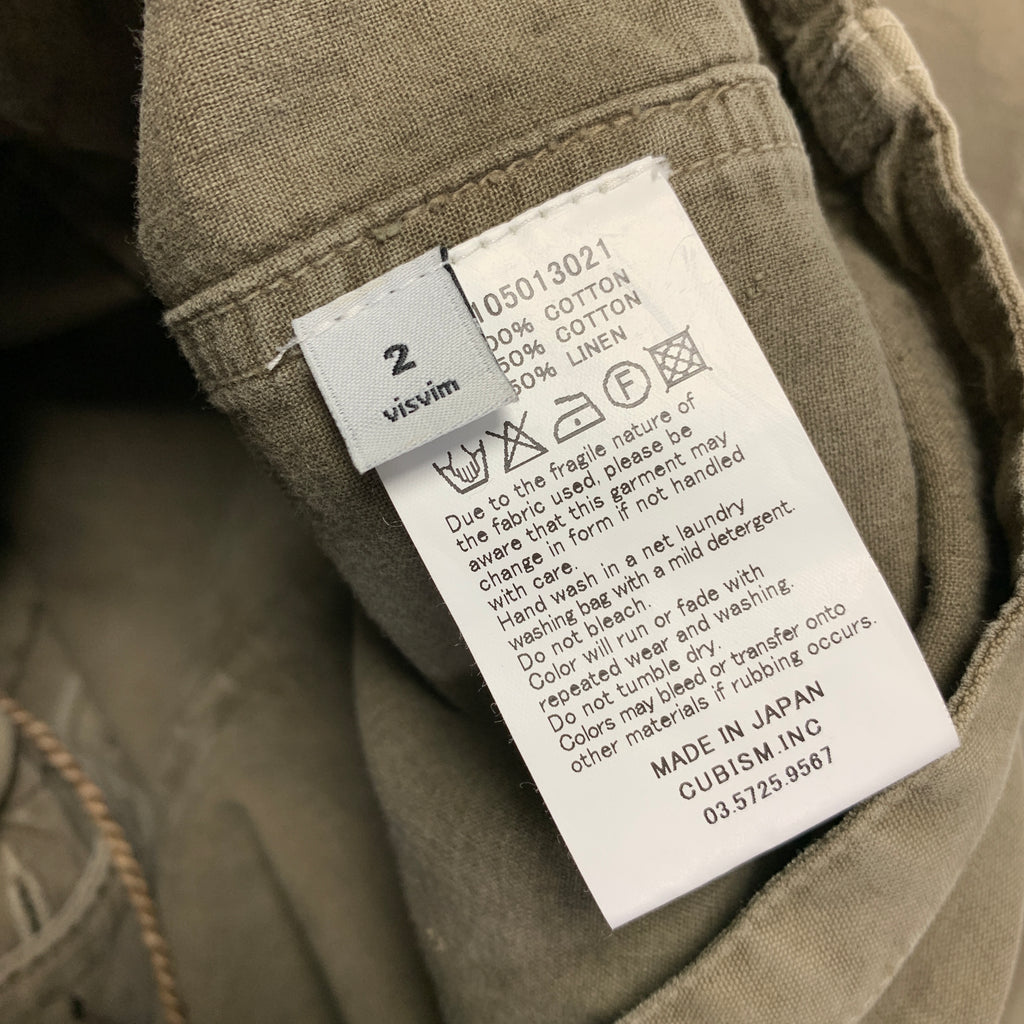 2
visvim
105013021
00% COTTON
50% COTTON
50% LINEN
F
Due to the fragile nature of
the fabric used, please be
aware that this garment may
change in form if not handled
with care.
Hand wash in a net laundry
washing bag with a mild detergent.
Do not bleach.
Color will run or fade with
repeated wear and washing.
Do not tumble dry.
Colors may bleed or transfer onto
other materials if rubbing occurs.
MADE IN JAPAN
CUBISM.INC
03.5725.9567